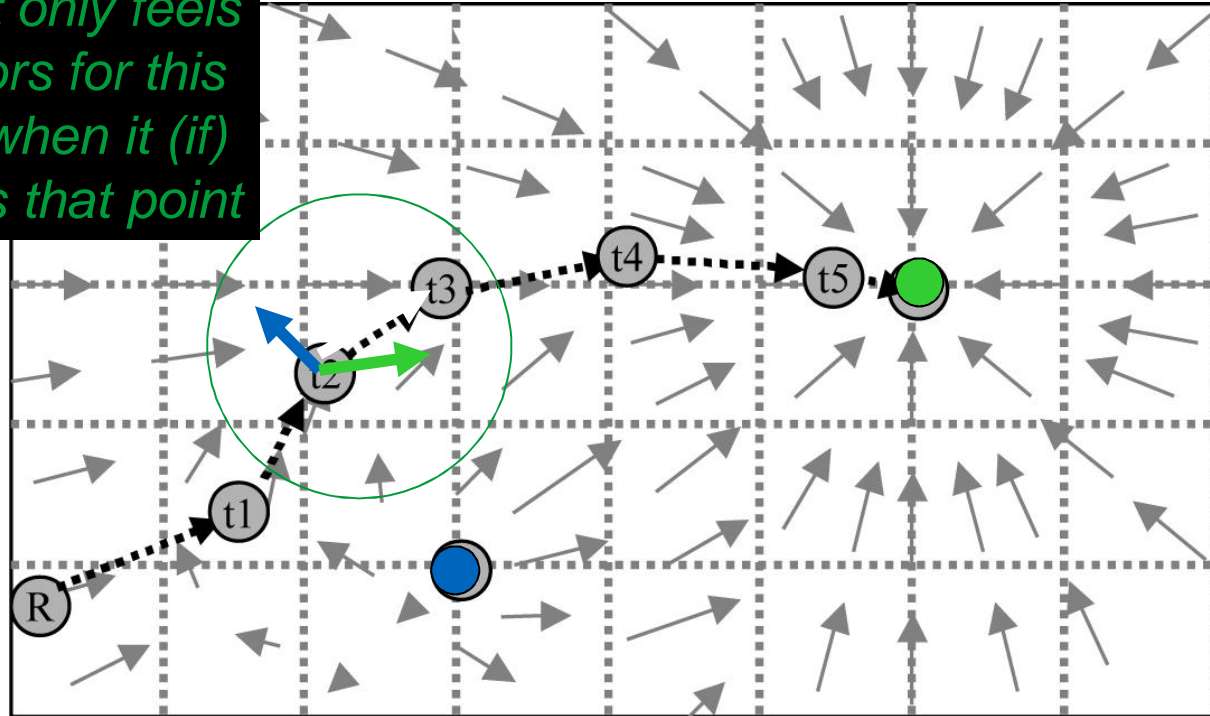 only feels
ors for this
when it (if)
s that point
t3
t4
t5
t2
t1
R